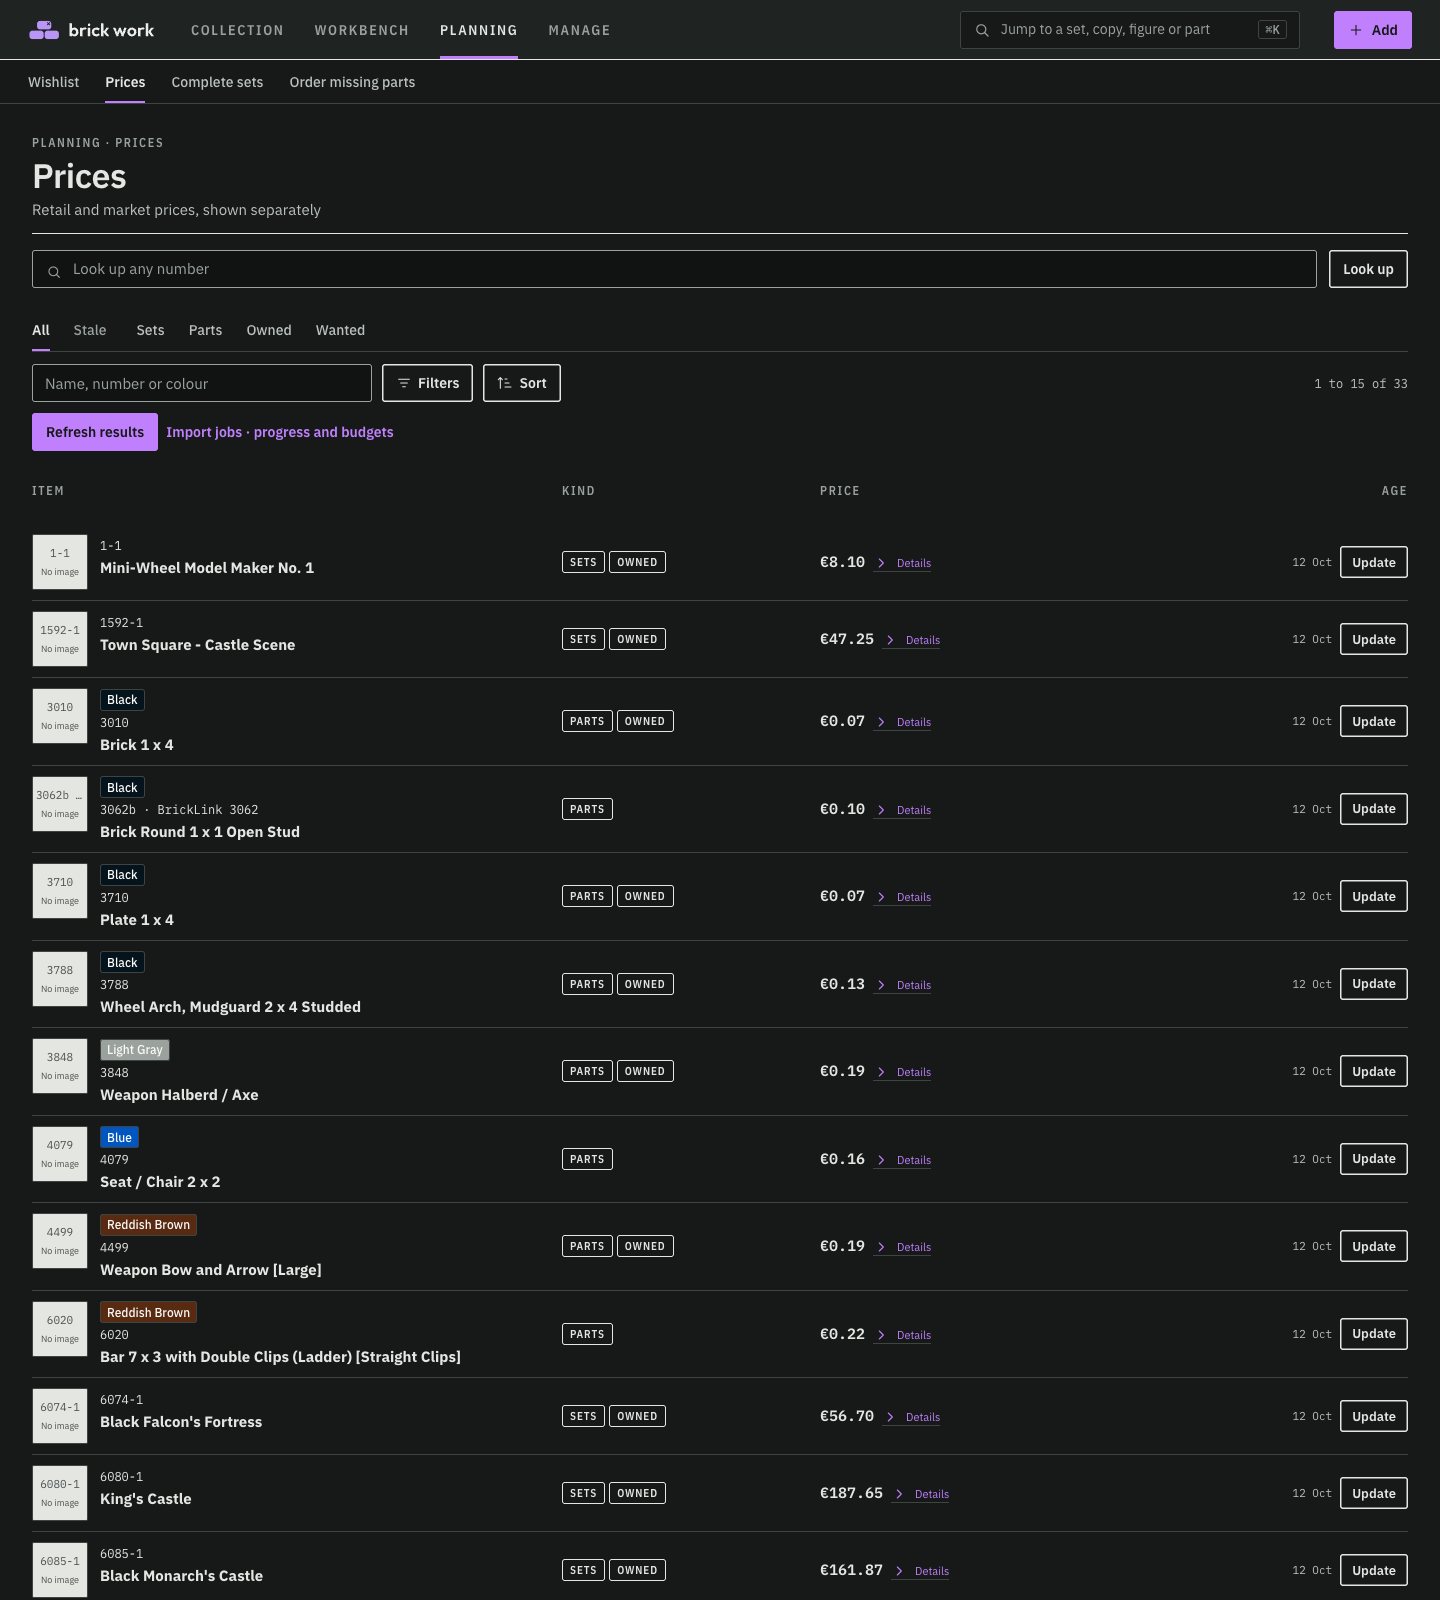 brick work COLLECTION WORKBENCH PLANNING MANAGE Jump to a set, copy, figure or part ⌘K + Add
Wishlist Prices Complete sets Order missing parts
PLANNING · PRICES
Prices
Retail and market prices, shown separately
Look up any number Look up
All Stale Sets Parts Owned Wanted
Name, number or colour Filters Sort 1 to 15 of 33
Refresh results Import jobs · progress and budgets
ITEM KIND PRICE AGE
1-1 No image 1-1
Mini-Wheel Model Maker No. 1 SETS OWNED €8.10 Details 12 Oct Update
1592-1 No image 1592-1
Town Square - Castle Scene SETS OWNED €47.25 Details 12 Oct Update
3010 No image Black
3010
Brick 1 x 4 PARTS OWNED €0.07 Details 12 Oct Update
3062b … No image Black
3062b · BrickLink 3062
Brick Round 1 x 1 Open Stud PARTS €0.10 Details 12 Oct Update
3710 No image Black
3710
Plate 1 x 4 PARTS OWNED €0.07 Details 12 Oct Update
3788 No image Black
3788
Wheel Arch, Mudguard 2 x 4 Studded PARTS OWNED €0.13 Details 12 Oct Update
3848 No image Light Gray
3848
Weapon Halberd / Axe PARTS OWNED €0.19 Details 12 Oct Update
4079 No image Blue
4079
Seat / Chair 2 x 2 PARTS €0.16 Details 12 Oct Update
4499 No image Reddish Brown
4499
Weapon Bow and Arrow [Large] PARTS OWNED €0.19 Details 12 Oct Update
6020 No image Reddish Brown
6020
Bar 7 x 3 with Double Clips (Ladder) [Straight Clips] PARTS €0.22 Details 12 Oct Update
6074-1 No image 6074-1
Black Falcon's Fortress SETS OWNED €56.70 Details 12 Oct Update
6080-1 No image 6080-1
King's Castle SETS OWNED €187.65 Details 12 Oct Update
6085-1 No image 6085-1
Black Monarch's Castle SETS OWNED €161.87 Details 12 Oct Update